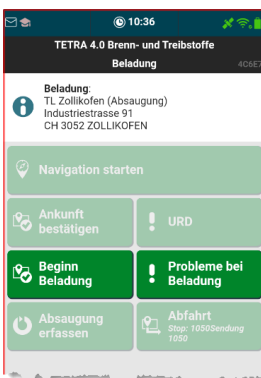 10:36
TETRA 4.0 Brenn- und Treibstoffe
Beladung
4C6E7
Beladung:
TL Zollikofen (Absaugung)
Industriestrasse 91
CH 3052 ZOLLIKOFEN
Navigation starten
Ankunft
bestätigen
URD
Beginn
Beladung
Probleme bei
Beladung
Absaugung
erfassen
Abfahrt
Stop: 1050Sendung
1050